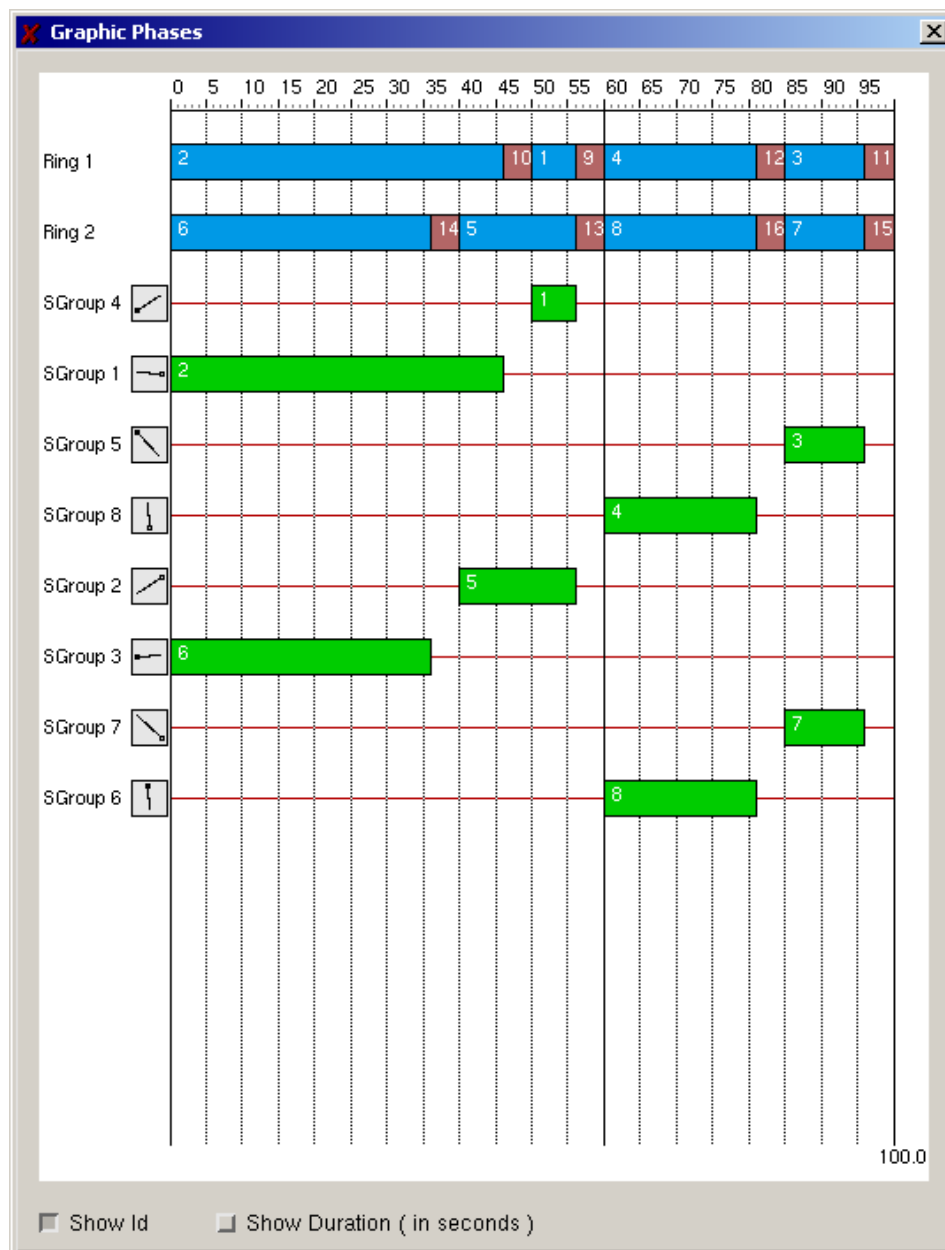 Graphic Phases
0 5 10 15 20 25 30 35 40 45 50 55 60 65 70 75 80 85 90 95
Ring 1 2 10 1 9 4 12 3 11
Ring 2 6 14 5 13 8 16 7 15
SGroup 4 1
SGroup 1 2
SGroup 5 3
SGroup 8 4
SGroup 2 5
SGroup 3 6
SGroup 7 7
SGroup 6 8
100.0
Show Id Show Duration ( in seconds )